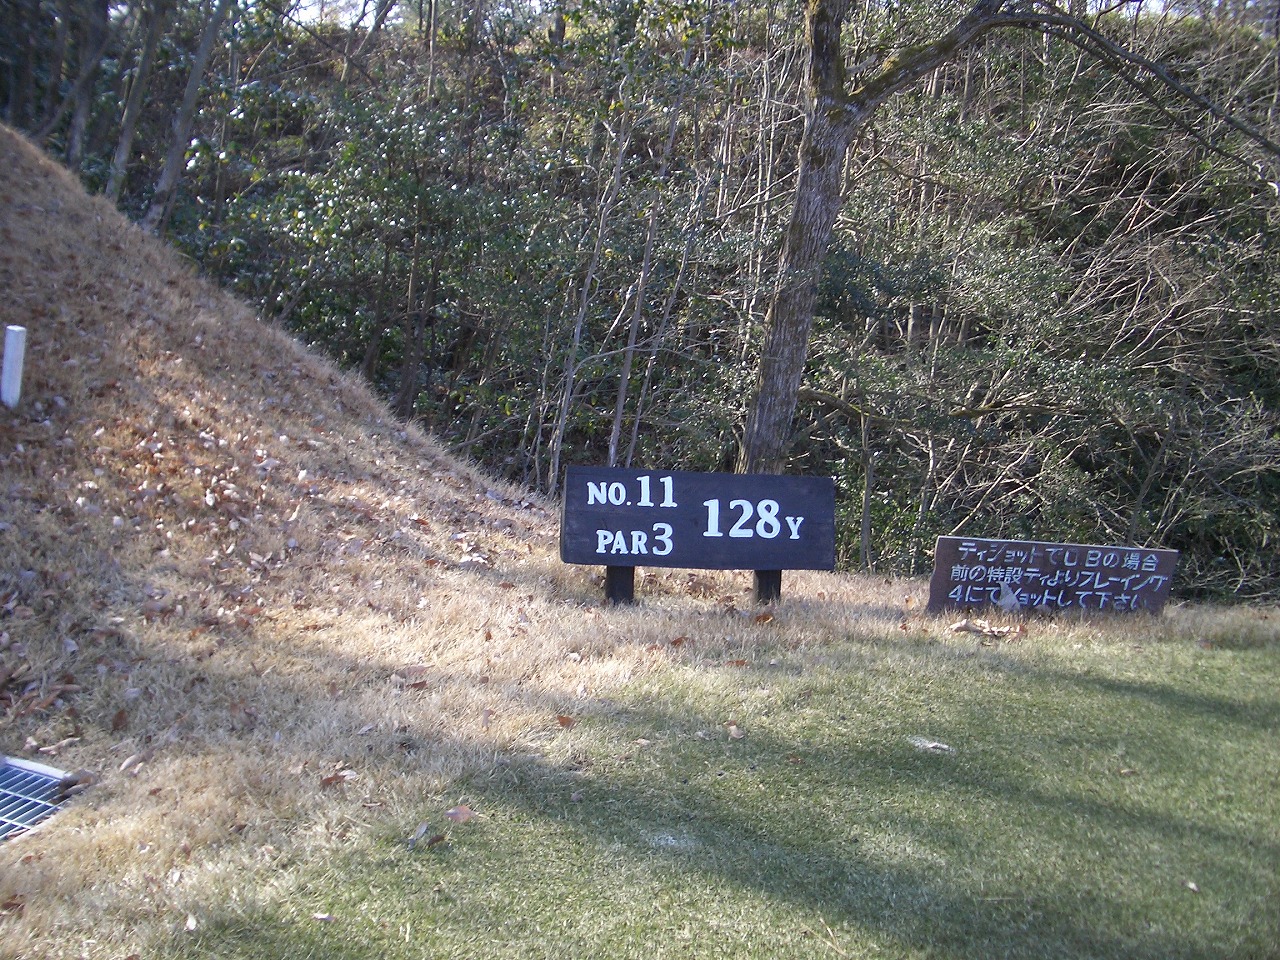 NO.11
PAR3
128Y
ティショットでUBの場合
前の特設ティよりプレーイング
4にてショットして下さい